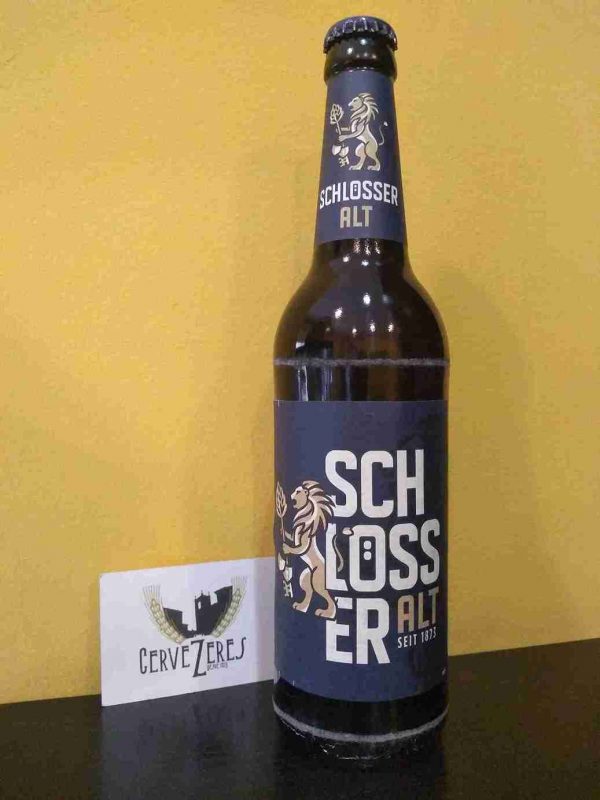 SCHLÖSSER
ALT
SCH
LÖSS
ER ALT
SEIT 1873
CERVEZERES